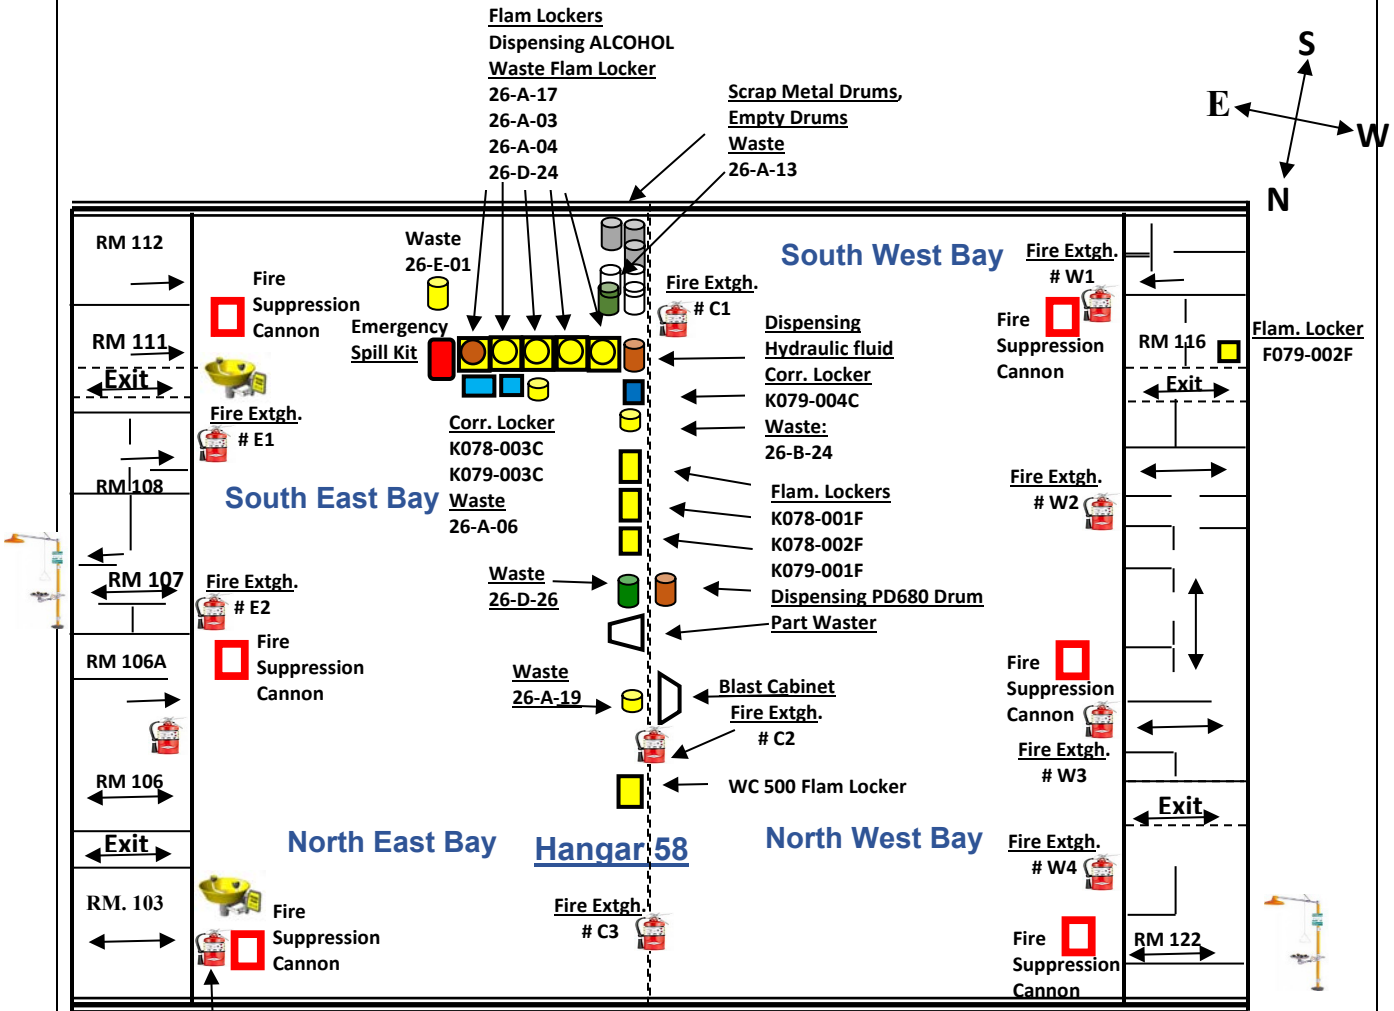 Flam Lockers
Dispensing ALCOHOL
Waste Flam Locker
26-A-17
26-A-03
26-A-04
26-D-24
Scrap Metal Drums,
Empty Drums
Waste
26-A-13
S
E
W
N
RM 112
Waste
26-E-01
Fire
Suppression
Cannon
Emergency
Spill Kit
RM 111
Exit
Fire Extgh.
# E1
South East Bay
RM 108
RM 107
Fire Extgh.
# E2
Fire
Suppression
Cannon
RM 106A
RM 106
Exit
RM. 103
Fire
Suppression
Cannon
North East Bay
Corr. Locker
K078-003C
K079-003C
Waste
26-A-06
Waste
26-D-26
Waste
26-A-19
Hangar 58
Fire Extgh.
# C3
South West Bay
Fire Extgh.
# C1
Dispensing
Hydraulic fluid
Corr. Locker
K079-004C
Waste:
26-B-24
Flam. Lockers
K078-001F
K078-002F
K079-001F
Dispensing PD680 Drum
Part Waster
Blast Cabinet
Fire Extgh.
# C2
WC 500 Flam Locker
North West Bay
Fire Extgh.
# W1
Fire
Suppression
Cannon
RM 116
Flam. Locker
F079-002F
Exit
Fire Extgh.
# W2
Fire
Suppression
Cannon
Fire Extgh.
# W3
Exit
Fire Extgh.
# W4
Fire
Suppression
Cannon
RM 122